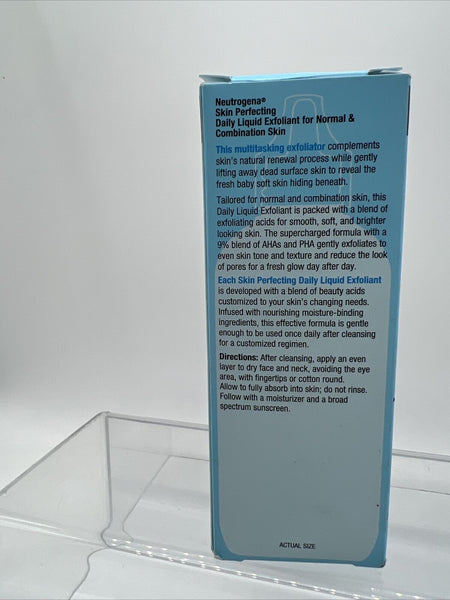 Neutrogena®
Skin Perfecting
Daily Liquid Exfoliant for Normal &
Combination Skin
This multitasking exfoliator complements
skin's natural renewal process while gently
lifting away dead surface skin to reveal the
fresh baby soft skin hiding beneath.
Tailored for normal and combination skin, this
Daily Liquid Exfoliant is packed with a blend of
exfoliating acids for smooth, soft, and brighter
looking skin. The supercharged formula with a
9% blend of AHAs and PHA gently exfoliates to
even skin tone and texture and reduce the look
of pores for a fresh glow day after day.
Each Skin Perfecting Daily Liquid Exfoliant
is developed with a blend of beauty acids
customized to your skin's changing needs.
Infused with nourishing moisture-binding
ingredients, this effective formula is gentle
enough to be used once daily after cleansing
for a customized regimen.
Directions: After cleansing, apply an even
layer to dry face and neck, avoiding the eye
area, with fingertips or cotton round.
Allow to fully absorb into skin; do not rinse.
Follow with a moisturizer and a broad
spectrum sunscreen.
ACTUAL SIZE